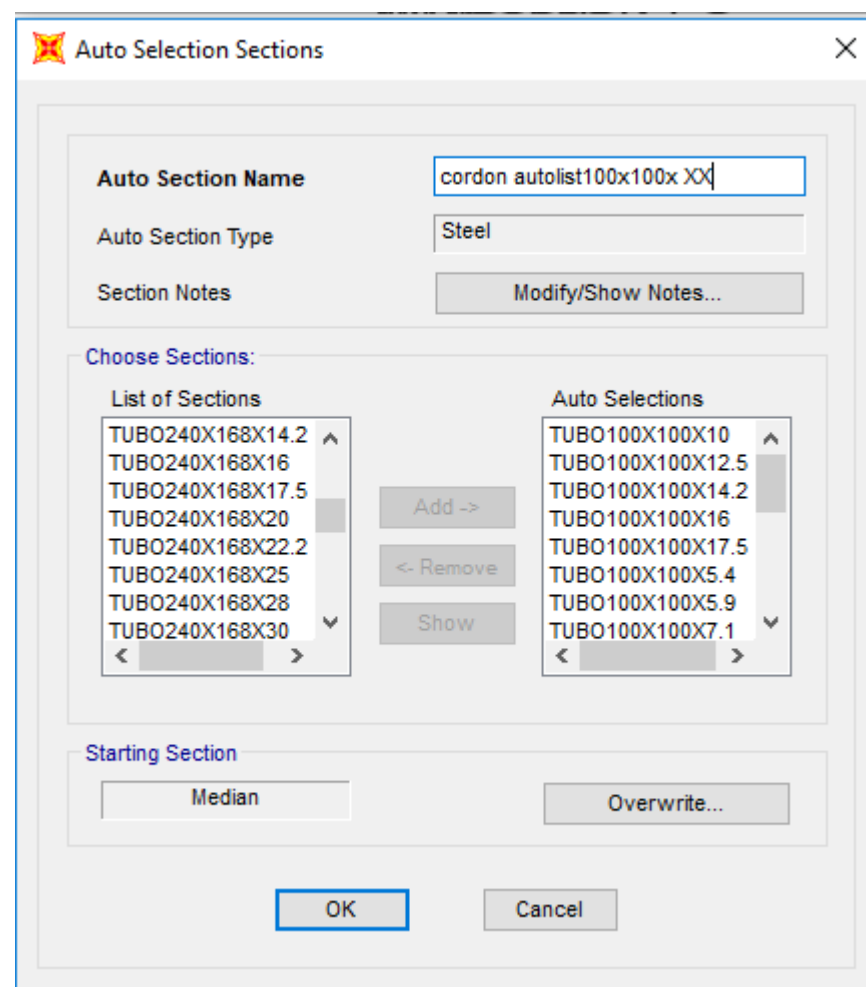 Auto Selection Sections
Auto Section Name
cordon autolist100x100x XX
Auto Section Type
Steel
Section Notes
Modify/Show Notes...
Choose Sections:
List of Sections
TUBO240X168X14.2
TUBO240X168X16
TUBO240X168X17.5
TUBO240X168X20
TUBO240X168X22.2
TUBO240X168X25
TUBO240X168X28
TUBO240X168X30
Add ->
<- Remove
Show
Auto Selections
TUBO100X100X10
TUBO100X100X12.5
TUBO100X100X14.2
TUBO100X100X16
TUBO100X100X17.5
TUBO100X100X5.4
TUBO100X100X5.9
TUBO100X100X7.1
Starting Section
Median
Overwrite...
OK
Cancel